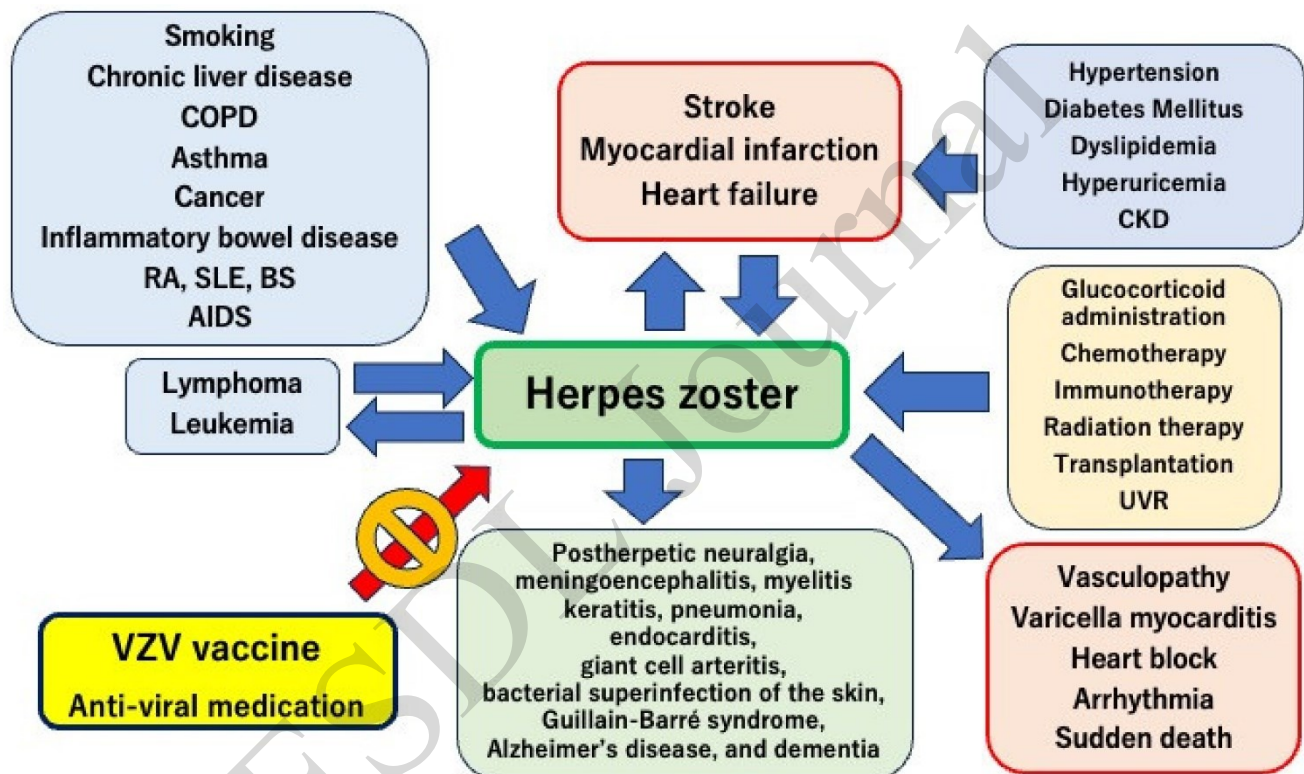 Smoking
Chronic liver disease
COPD
Asthma
Cancer
Inflammatory bowel disease
RA, SLE, BS
AIDS
Stroke
Myocardial infarction
Heart failure
Hypertension
Diabetes Mellitus
Dyslipidemia
Hyperuricemia
CKD
Lymphoma
Leukemia
Herpes zoster
Glucocorticoid
administration
Chemotherapy
Immunotherapy
Radiation therapy
Transplantation
UVR
VZV vaccine
Anti-viral medication
Postherpetic neuralgia,
meningoencephalitis, myelitis
keratitis, pneumonia,
endocarditis,
giant cell arteritis,
bacterial superinfection of the skin,
Guillain-Barré syndrome,
Alzheimer's disease, and dementia
Vasculopathy
Varicella myocarditis
Heart block
Arrhythmia
Sudden death
Journal